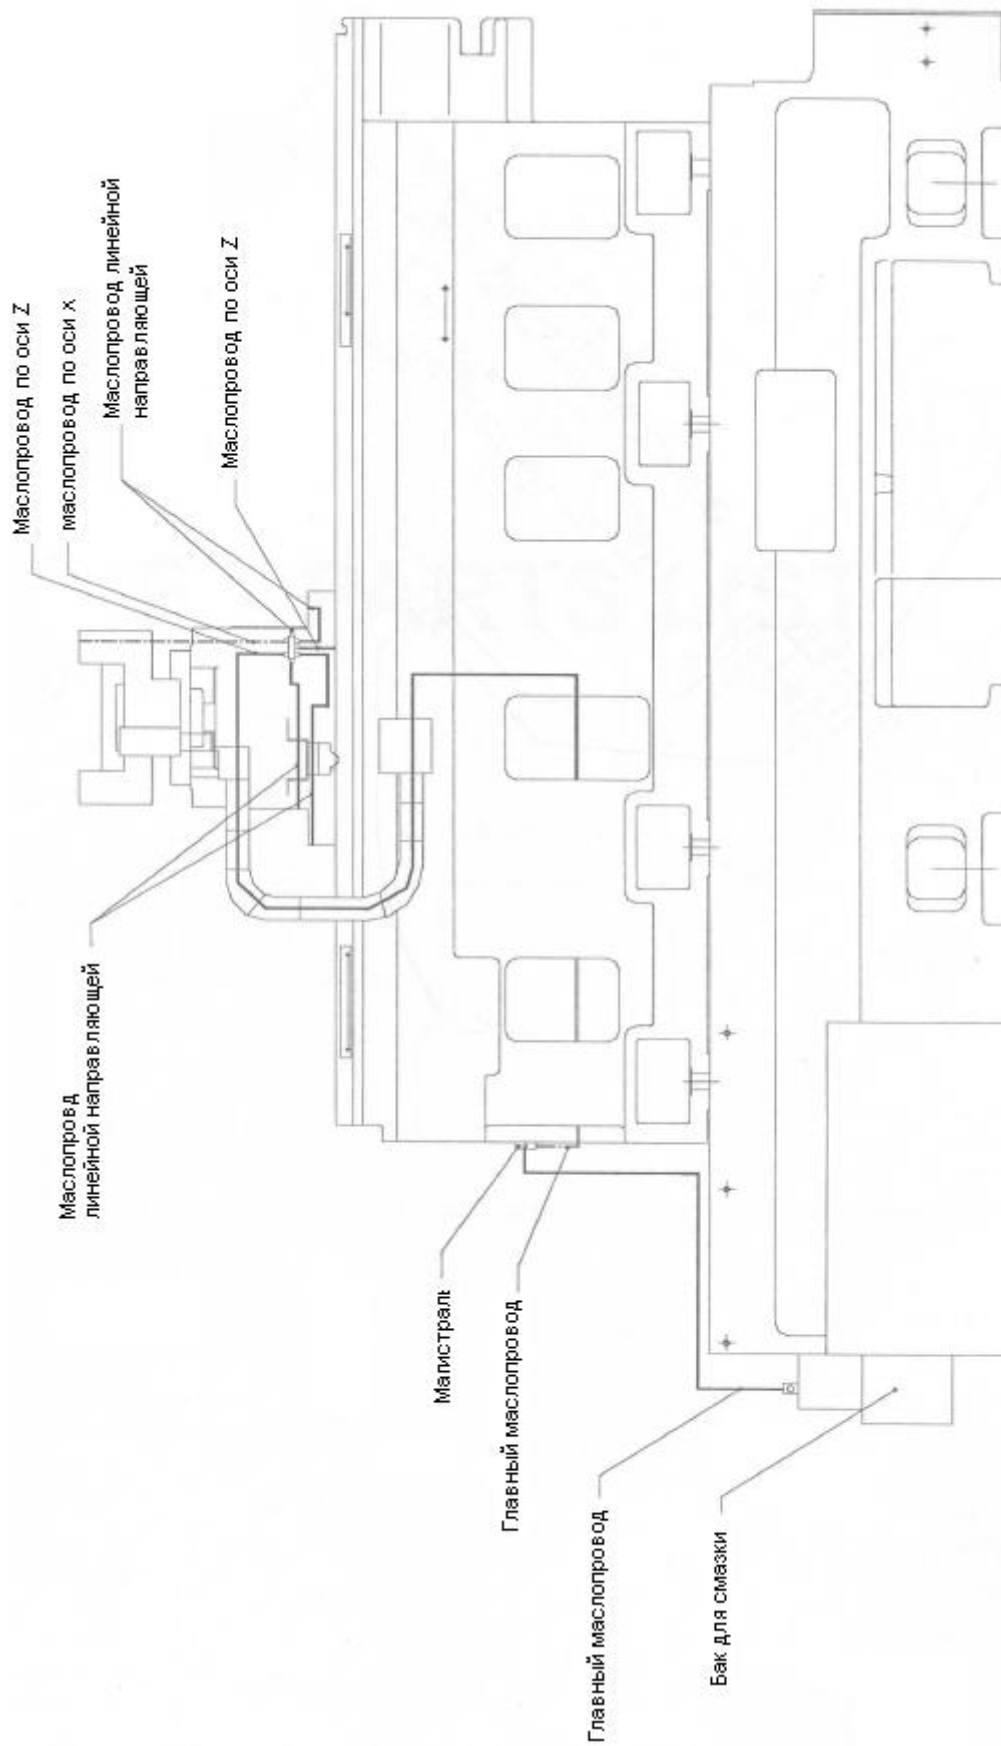 Маслопровод по оси Z
маслопровод по оси X
Маслопровод линейной
направляющей
Маслопровод по оси Z
Маслопровд
линейной направляющей
Магистраль
Главный маслопровод
Главный маслопровод
Бак для смазки